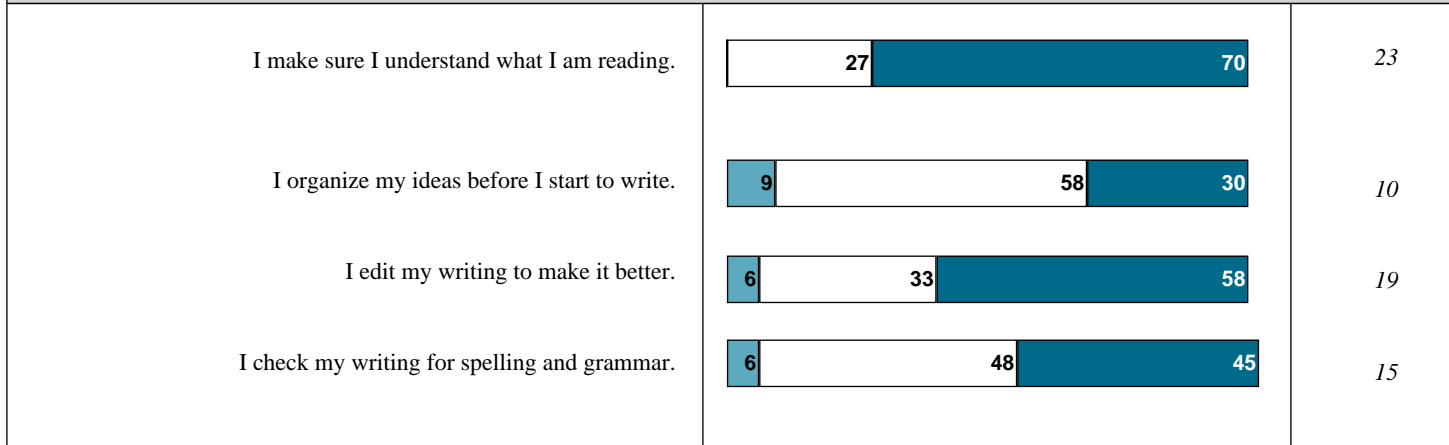 I make sure I understand what I am reading. 27 70 23
I organize my ideas before I start to write. 9 58 30 10
I edit my writing to make it better. 6 33 58 19
I check my writing for spelling and grammar. 6 48 45 15